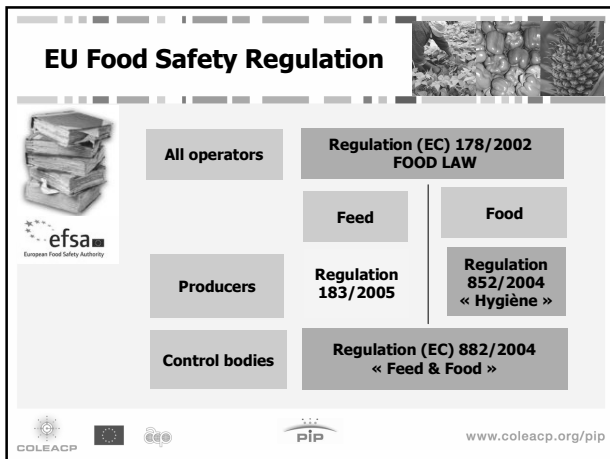 EU Food Safety Regulation
All operators
Regulation (EC) 178/2002
FOOD LAW
efsa
European Food Safety Authority
Feed
Food
Producers
Regulation
183/2005
Regulation
852/2004
« Hygiène »
Control bodies
Regulation (EC) 882/2004
« Feed & Food »
COLEACP
acp
pip
www.coleacp.org/pip